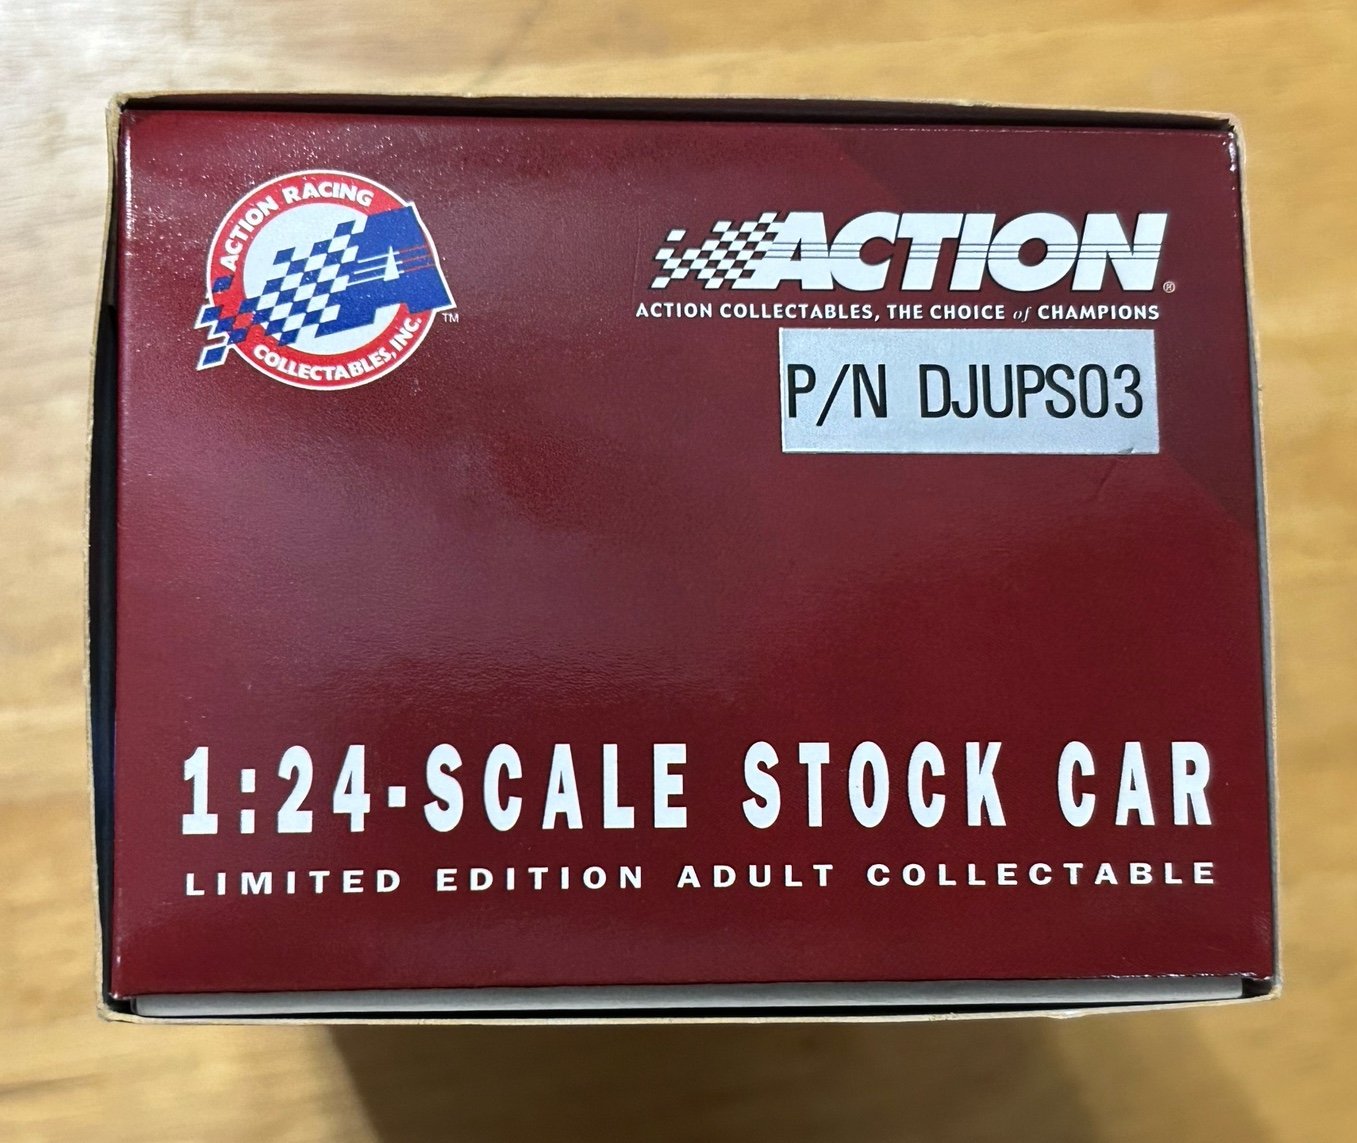 ACTION RACING
COLLECTABLES, INC.
TM
ACTION®
ACTION COLLECTABLES, THE CHOICE of CHAMPIONS
P/N DJUPS03
1:24-SCALE STOCK CAR
LIMITED EDITION ADULT COLLECTABLE